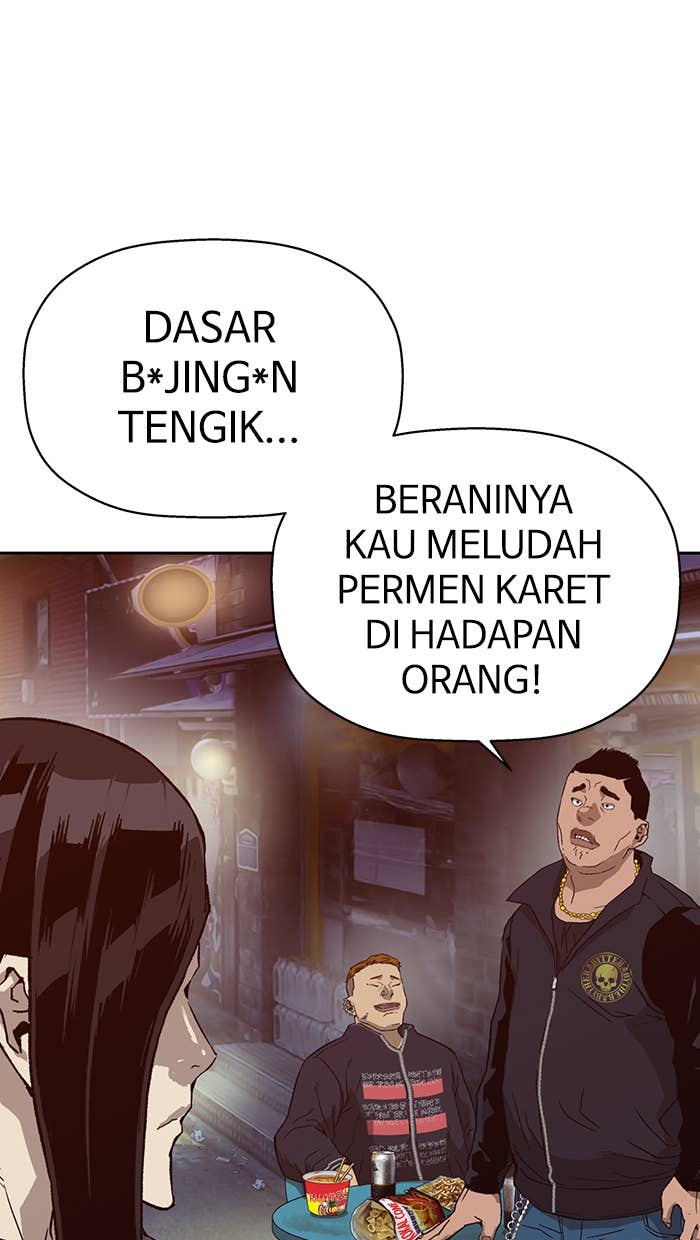 DASAR
B*JING*N
TENGIK...
BERANINYA
KAU MELUDAH
PERMEN KARET
DI HADAPAN
ORANG!